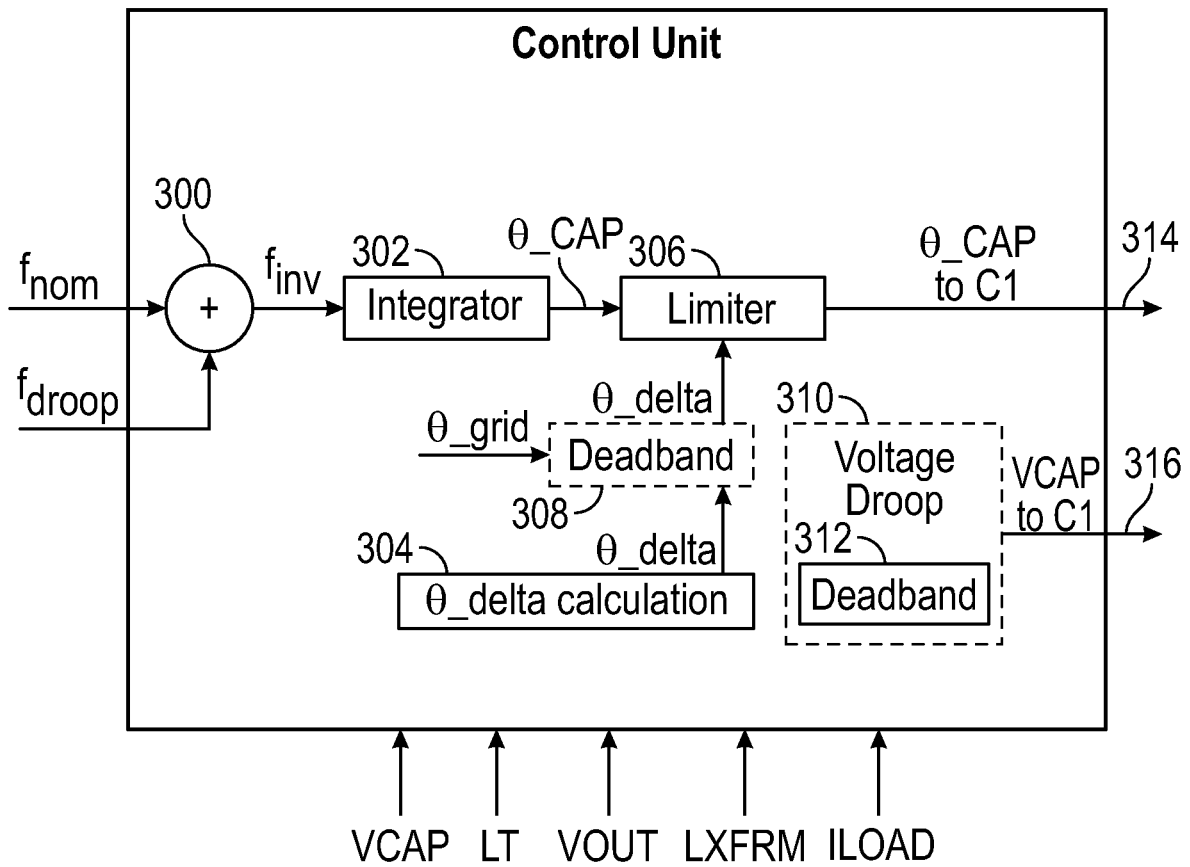 Control Unit
300
f_nom
f_inv
302
Integrator
θ_CAP
306
Limiter
θ_CAP
to C1
314
f_droop
θ_grid
θ_delta
Deadband
308
θ_delta
304
θ_delta calculation
310
Voltage
Droop
312
Deadband
VCAP
to C1
316
VCAP LT VOUT LXFRM ILOAD